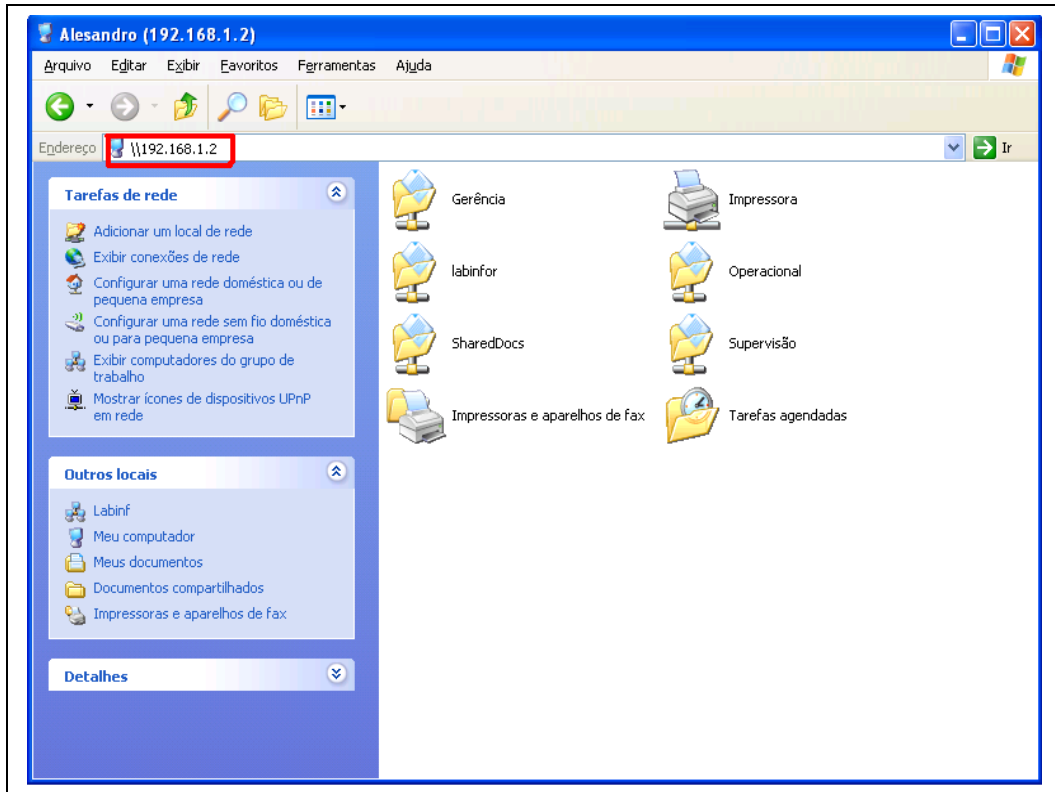 Alesandro (192.168.1.2)
Arquivo Editar Exibir Favoritos Ferramentas Ajuda
Endereço \\192.168.1.2 Ir
Tarefas de rede
Adicionar um local de rede
Exibir conexões de rede
Configurar uma rede doméstica ou de
pequena empresa
Configurar uma rede sem fio doméstica
ou para pequena empresa
Exibir computadores do grupo de
trabalho
Mostrar ícones de dispositivos UPnP
em rede
Outros locais
Labinf
Meu computador
Meus documentos
Documentos compartilhados
Impressoras e aparelhos de fax
Detalhes
Gerência
Impressora
labinfor
Operacional
SharedDocs
Supervisão
Impressoras e aparelhos de fax
Tarefas agendadas